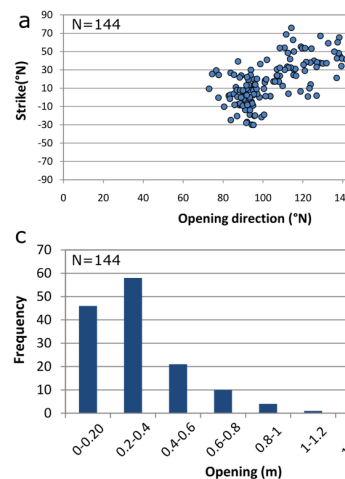 a
N=144
90
70
50
30
10
-10
-30
-50
-70
-90
Strike(°N)
0 20 40 60 80 100 120 140
Opening direction (°N)
c
N=144
70
60
50
40
30
20
10
0
Frequency
0-0.20 0.2-0.4 0.4-0.6 0.6-0.8 0.8-1 1-1.2
Opening (m)